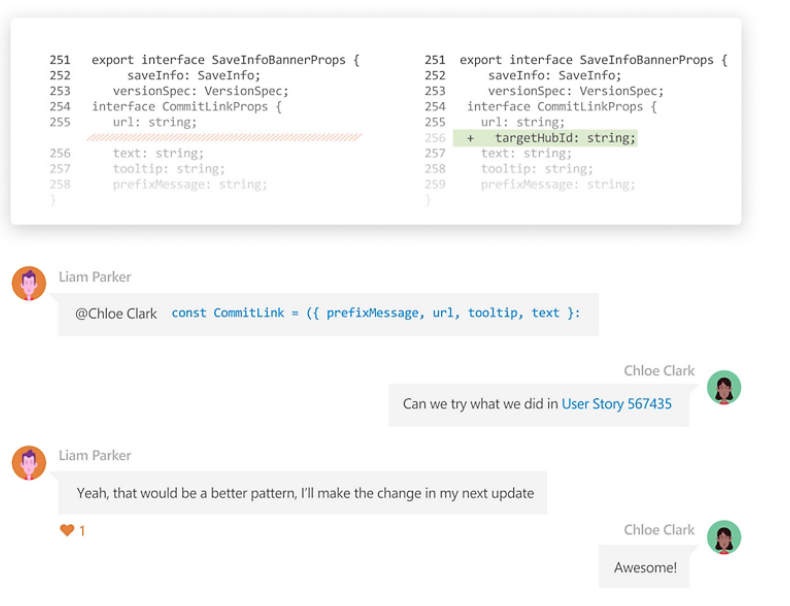 251 export interface SaveInfoBannerProps {
252 saveInfo: SaveInfo;
253 versionSpec: VersionSpec;
254 interface CommitLinkProps {
255 url: string;
256 text: string;
257 tooltip: string;
258 prefixMessage: string;
}
251 export interface SaveInfoBannerProps {
252 saveInfo: SaveInfo;
253 versionSpec: VersionSpec;
254 interface CommitLinkProps {
255 url: string;
256 + targetHubId: string;
257 text: string;
258 tooltip: string;
259 prefixMessage: string;
}
Liam Parker
@Chloe Clark const CommitLink = ({ prefixMessage, url, tooltip, text }:
Chloe Clark
Can we try what we did in User Story 567435
Liam Parker
Yeah, that would be a better pattern, I'll make the change in my next update
1
Chloe Clark
Awesome!